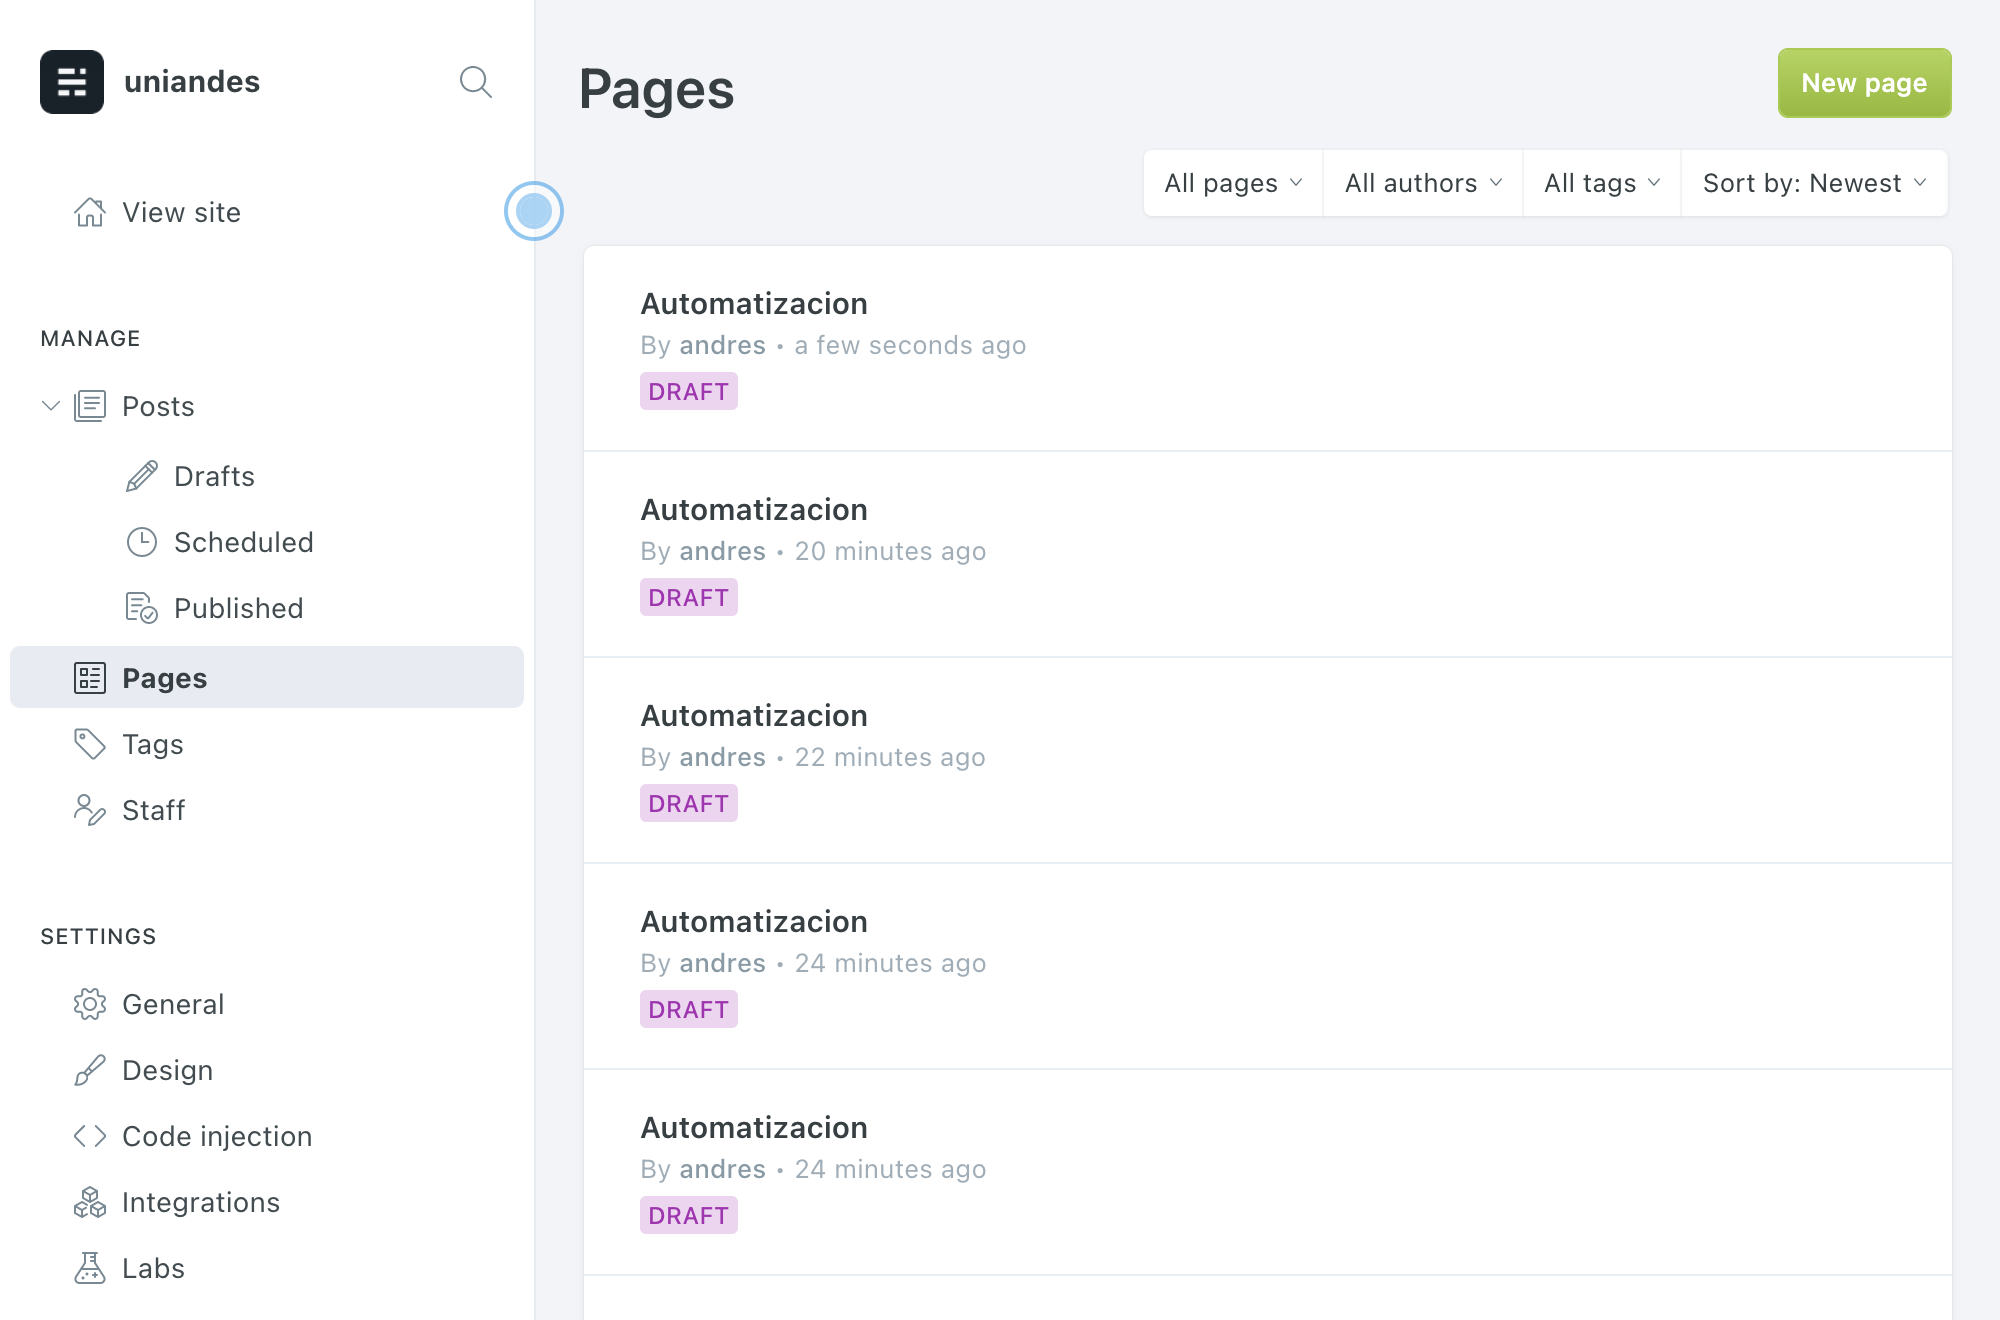 uniandes
View site
MANAGE
Posts
Drafts
Scheduled
Published
Pages
Tags
Staff
SETTINGS
General
Design
Code injection
Integrations
Labs
Pages
New page
All pages All authors All tags Sort by: Newest
Automatizacion
By andres • a few seconds ago
DRAFT
Automatizacion
By andres • 20 minutes ago
DRAFT
Automatizacion
By andres • 22 minutes ago
DRAFT
Automatizacion
By andres • 24 minutes ago
DRAFT
Automatizacion
By andres • 24 minutes ago
DRAFT